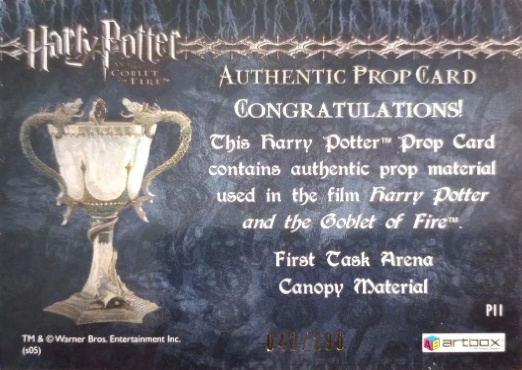 Harry Potter
AND THE
GOBLET
OF FIRE
AUTHENTIC PROP CARD
CONGRATULATIONS!
This Harry Potter™ Prop Card
contains authentic prop material
used in the film Harry Potter
and the Goblet of Fire™.
First Task Arena
Canopy Material
P11
TM & © Warner Bros. Entertainment Inc.
(s05)
artbox